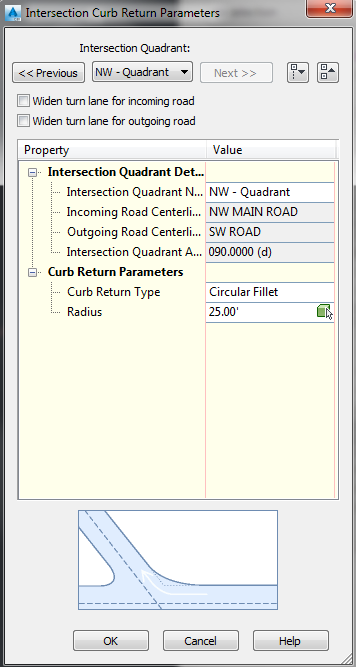 Intersection Curb Return Parameters
Intersection Quadrant:
<< Previous NW - Quadrant Next >>
Widen turn lane for incoming road
Widen turn lane for outgoing road
Property Value
Intersection Quadrant Det...
Intersection Quadrant N... NW - Quadrant
Incoming Road Centerli... NW MAIN ROAD
Outgoing Road Centerli... SW ROAD
Intersection Quadrant A... 090.0000 (d)
Curb Return Parameters
Curb Return Type Circular Fillet
Radius 25.00'
OK Cancel Help